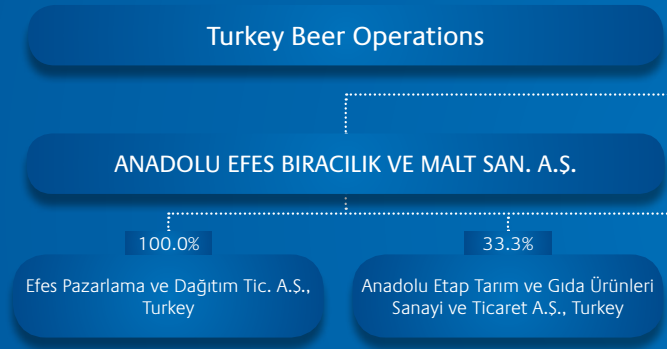 Turkey Beer Operations
ANADOLU EFES BIRACILIK VE MALT SAN. A.Ş.
100.0%
33.3%
Efes Pazarlama ve Dağıtım Tic. A.Ş.,
Turkey
Anadolu Etap Tarım ve Gıda Ürünleri
Sanayi ve Ticaret A.Ş., Turkey